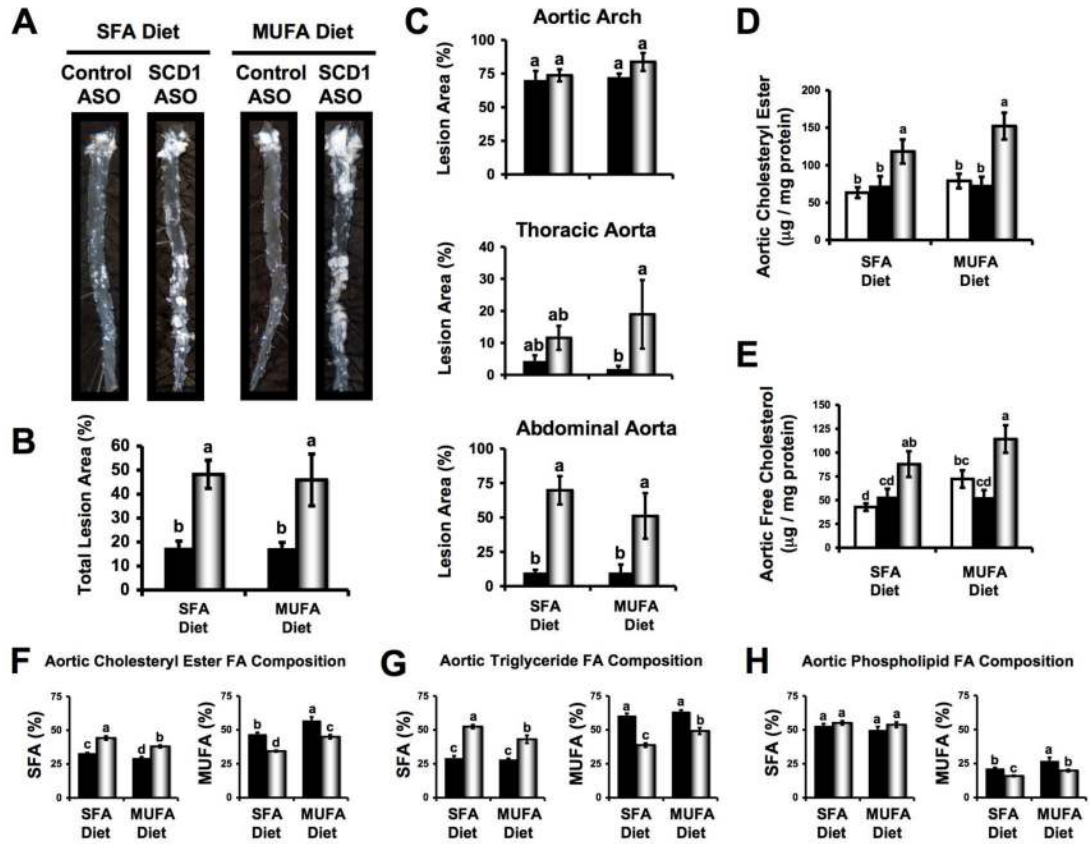 A
SFA Diet
MUFA Diet
Control ASO
SCD1 ASO
Control ASO
SCD1 ASO
B
Total Lesion Area (%)
60
50
40
30
20
10
0
b
a
b
a
SFA Diet
MUFA Diet
C
Aortic Arch
Lesion Area (%)
100
75
50
25
0
a
a
a
a
Thoracic Aorta
Lesion Area (%)
40
30
20
10
0
ab
ab
b
a
Abdominal Aorta
Lesion Area (%)
100
75
50
25
0
b
a
b
a
SFA Diet
MUFA Diet
D
Aortic Cholesteryl Ester
(µg / mg protein)
200
150
100
50
0
b
b
a
b
b
a
SFA Diet
MUFA Diet
E
Aortic Free Cholesterol
(µg / mg protein)
150
125
100
75
50
25
0
d
cd
ab
bc
cd
a
SFA Diet
MUFA Diet
F
Aortic Cholesteryl Ester FA Composition
SFA (%)
75
50
25
0
c
a
d
b
SFA Diet
MUFA Diet
MUFA (%)
75
50
25
0
b
d
a
c
SFA Diet
MUFA Diet
G
Aortic Triglyceride FA Composition
SFA (%)
75
50
25
0
c
a
c
b
SFA Diet
MUFA Diet
MUFA (%)
75
50
25
0
a
c
a
b
SFA Diet
MUFA Diet
H
Aortic Phospholipid FA Composition
SFA (%)
75
50
25
0
a
a
a
a
SFA Diet
MUFA Diet
MUFA (%)
75
50
25
0
b
c
a
b
SFA Diet
MUFA Diet